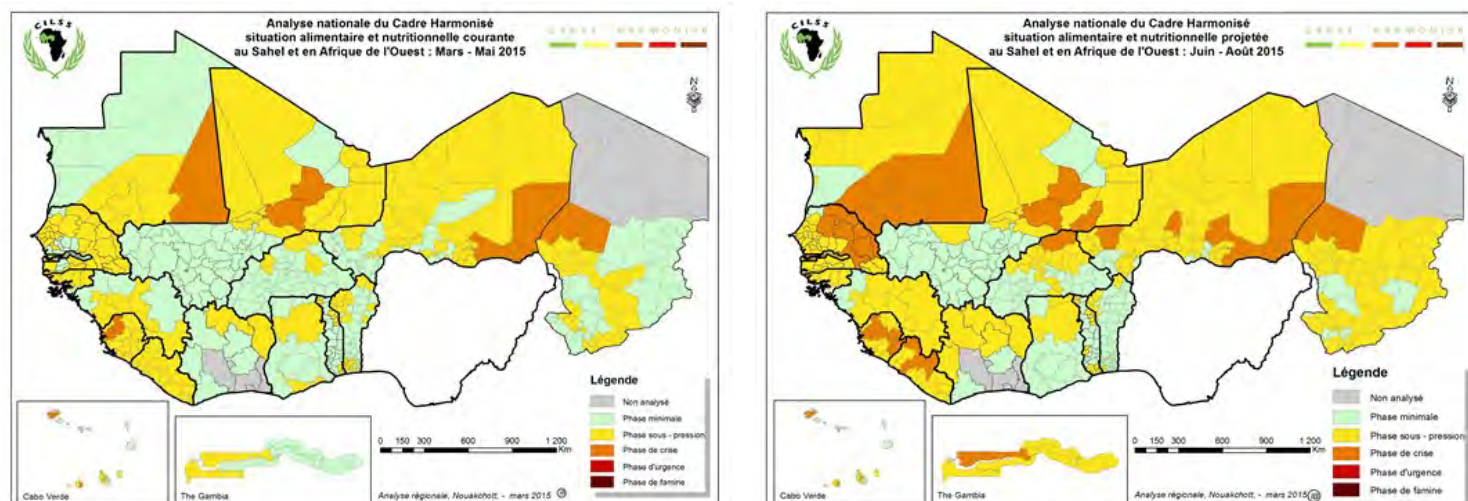 CILSS
Analyse nationale du Cadre Harmonisé
situation alimentaire et nutritionnelle courante
au Sahel et en Afrique de l'Ouest : Mars - Mai 2015
N
Légende
Non analysé
Phase minimale
Phase sous - pression
Phase de crise
Phase d'urgence
Phase de famine
0 150 300 600 900 1 200
Km
Cabo Verde
The Gambia
Analyse régionale, Nouakchott, - mars 2015
CILSS
Analyse nationale du Cadre Harmonisé
situation alimentaire et nutritionnelle projetée
au Sahel et en Afrique de l'Ouest : Juin - Août 2015
N
Légende
Non analysé
Phase minimale
Phase sous - pression
Phase de crise
Phase d'urgence
Phase de famine
0 150 300 600 900 1 200
Km
Cabo Verde
The Gambia
Analyse régionale, Nouakchott, - mars 2015